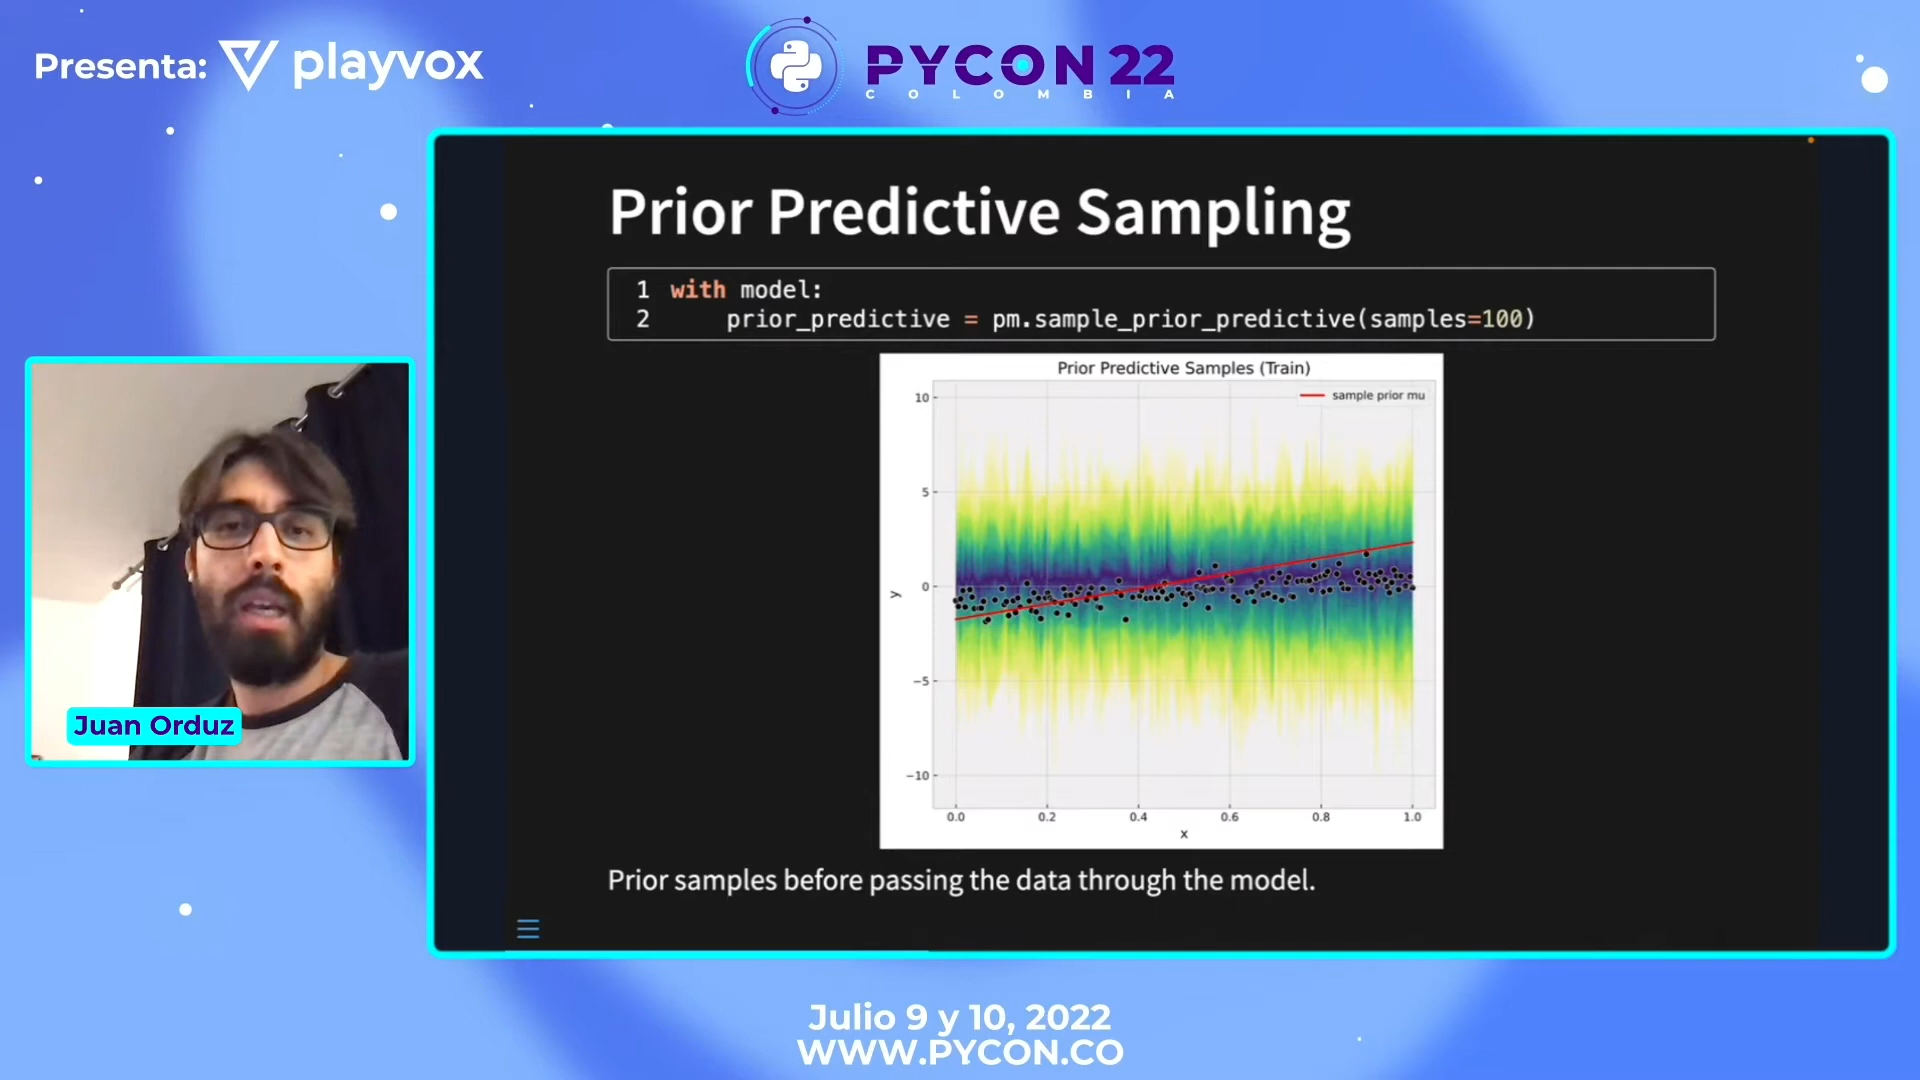 Presenta: playvox
PYCON 22
COLOMBIA
Prior Predictive Sampling
1 with model:
2 prior_predictive = pm.sample_prior_predictive(samples=100)
Prior Predictive Samples (Train)
sample prior mu
10
5
0
−5
−10
y
0.0 0.2 0.4 0.6 0.8 1.0
x
Prior samples before passing the data through the model.
Juan Orduz
Julio 9 y 10, 2022
WWW.PYCON.CO